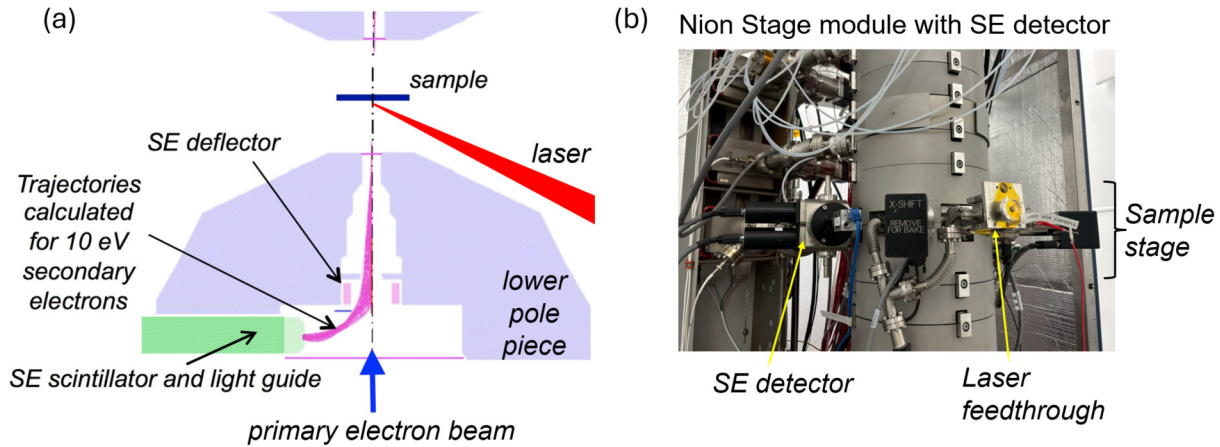 (a)
sample
SE deflector
laser
Trajectories
calculated
for 10 eV
secondary
electrons
lower
pole
piece
SE scintillator and light guide
primary electron beam
(b)
Nion Stage module with SE detector
X-SHIFT
REMOVE
FOR BAKE
Sample
stage
SE detector
Laser
feedthrough